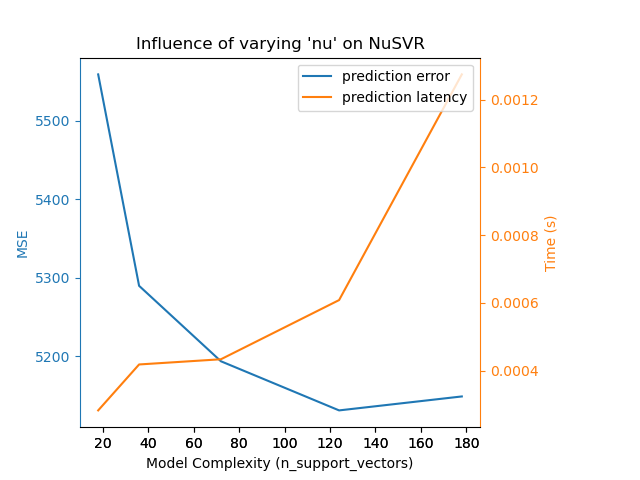 Influence of varying 'nu' on NuSVR
prediction error
prediction latency
5500
5400
5300
5200
MSE
0.0012
0.0010
0.0008
0.0006
0.0004
Time (s)
20 40 60 80 100 120 140 160 180
Model Complexity (n_support_vectors)